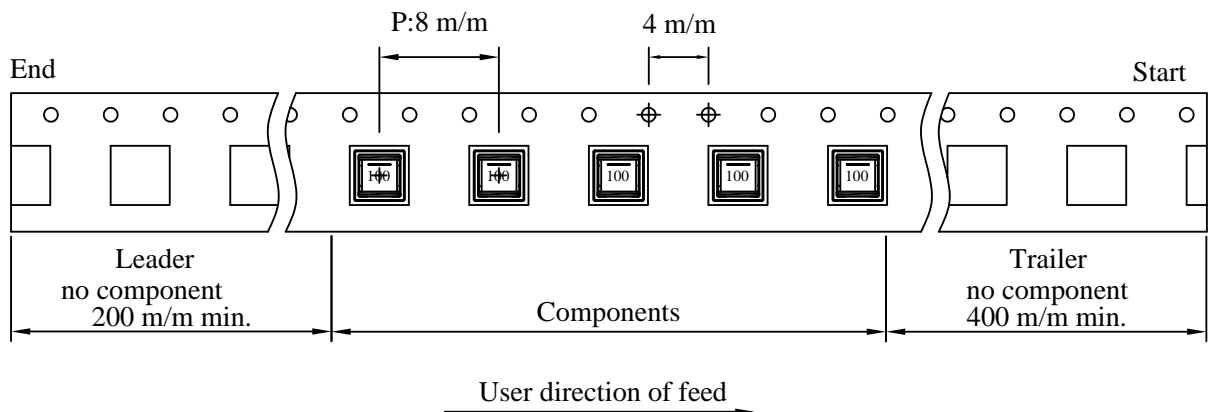 P:8 m/m
4 m/m
End
Start
100
100
100
100
100
Leader
no component
200 m/m min.
Components
Trailer
no component
400 m/m min.
User direction of feed